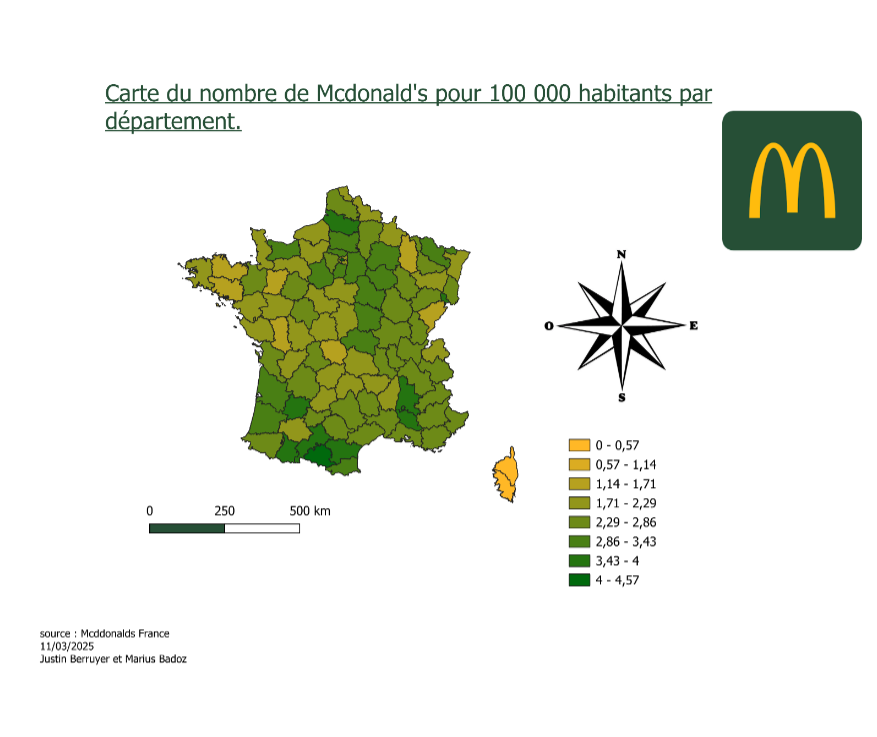 Carte du nombre de Mcdonald's pour 100 000 habitants par
département.
N
O
E
S
0 - 0,57
0,57 - 1,14
1,14 - 1,71
1,71 - 2,29
2,29 - 2,86
2,86 - 3,43
3,43 - 4
4 - 4,57
0 250 500 km
source : Mcddonalds France
11/03/2025
Justin Berruyer et Marius Badoz